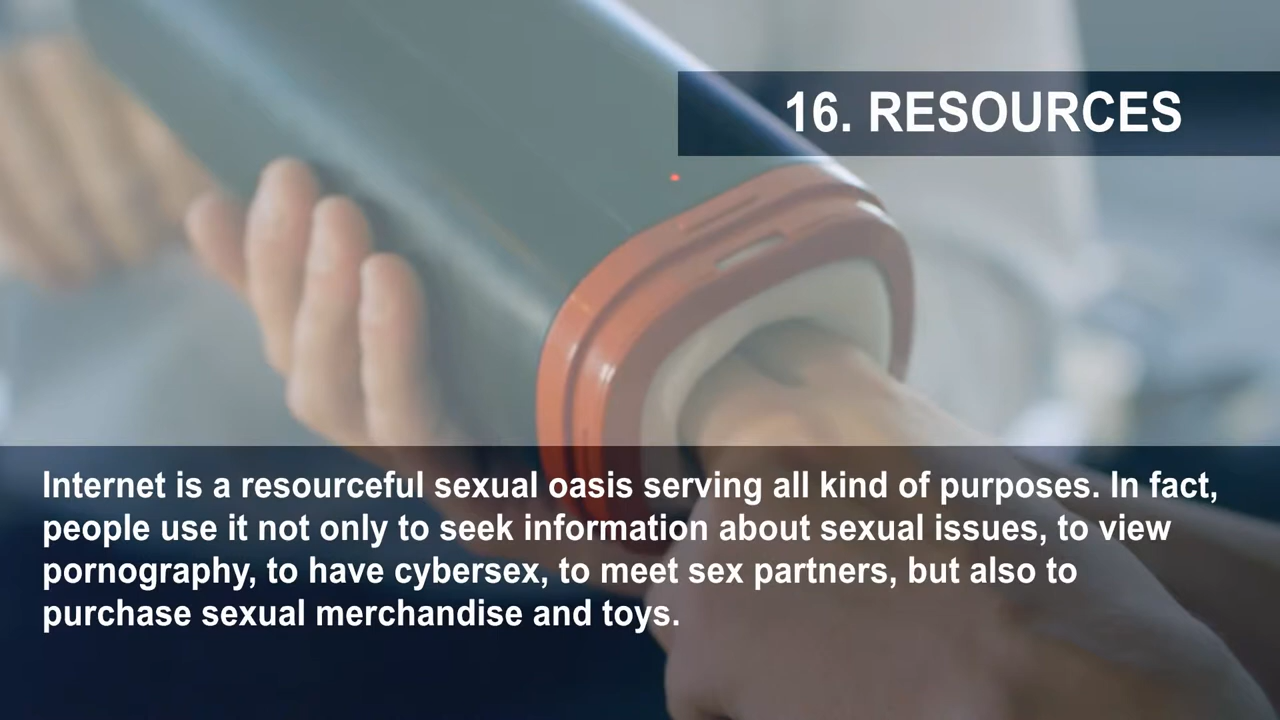 16. RESOURCES
Internet is a resourceful sexual oasis serving all kind of purposes. In fact,
people use it not only to seek information about sexual issues, to view
pornography, to have cybersex, to meet sex partners, but also to
purchase sexual merchandise and toys.